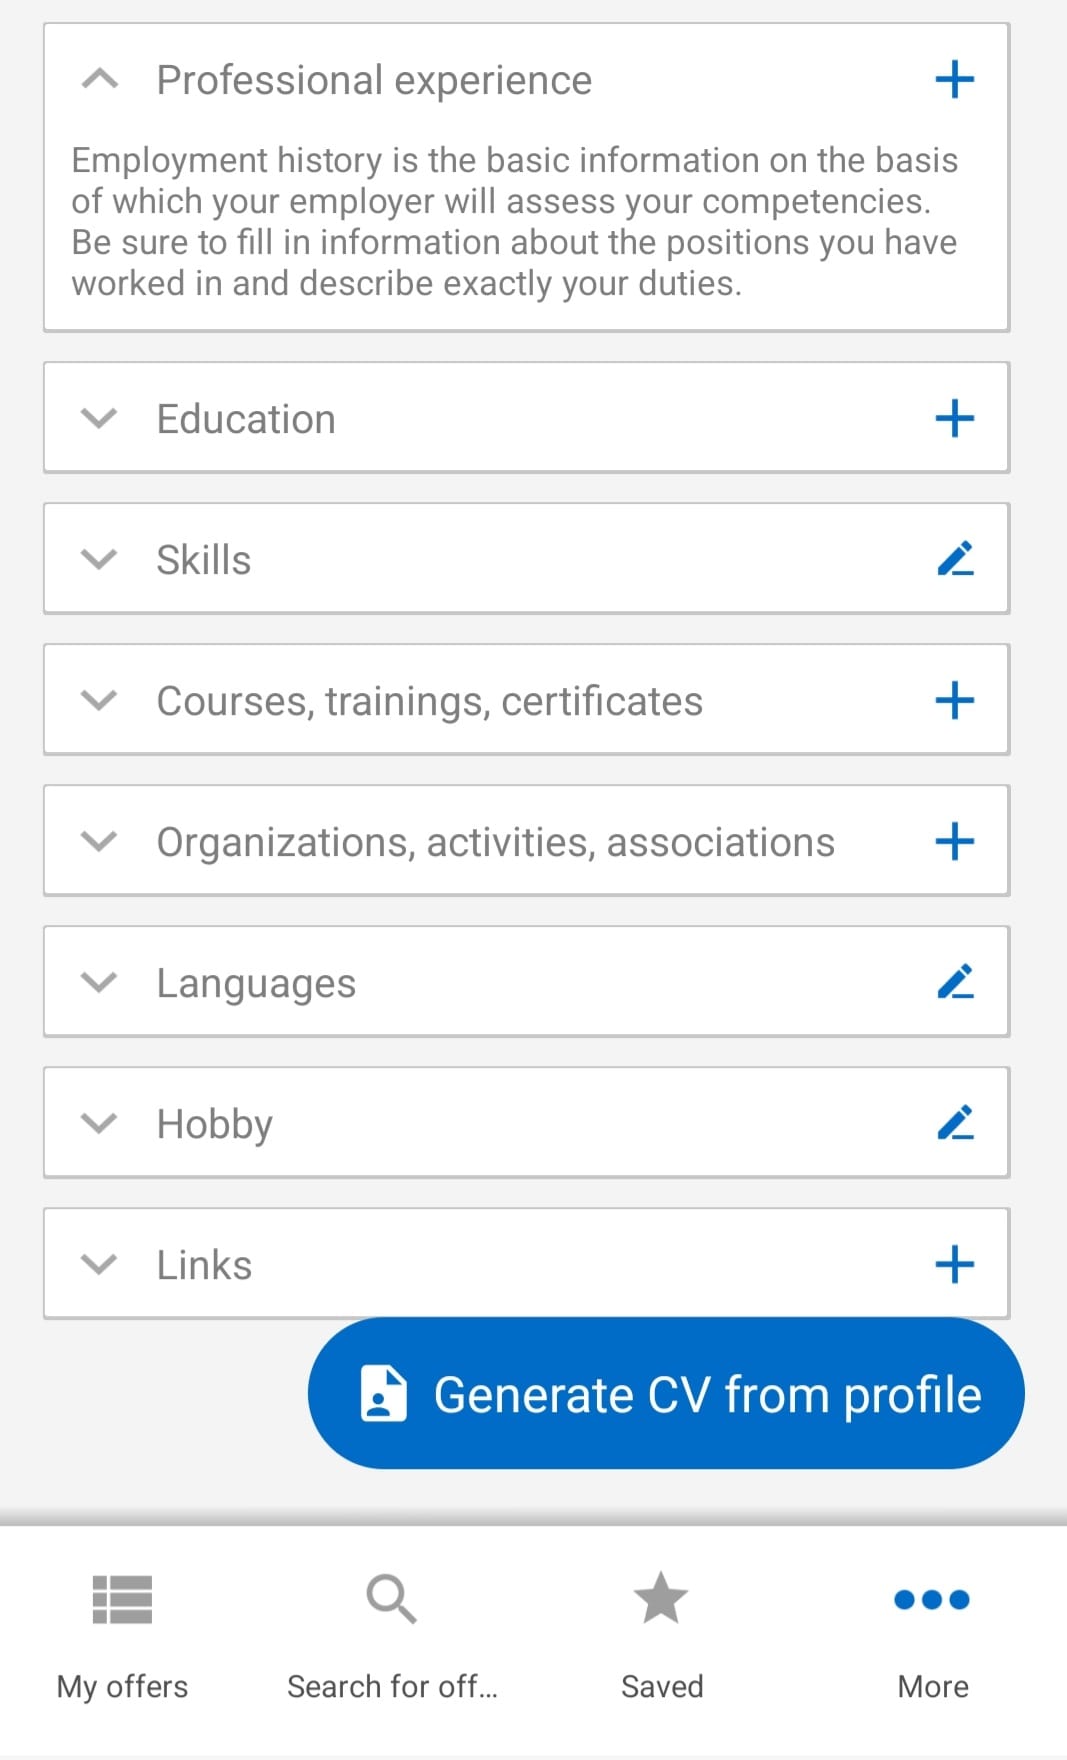 Professional experience
Employment history is the basic information on the basis
of which your employer will assess your competencies.
Be sure to fill in information about the positions you have
worked in and describe exactly your duties.
Education
Skills
Courses, trainings, certificates
Organizations, activities, associations
Languages
Hobby
Links
Generate CV from profile
My offers
Search for off...
Saved
More